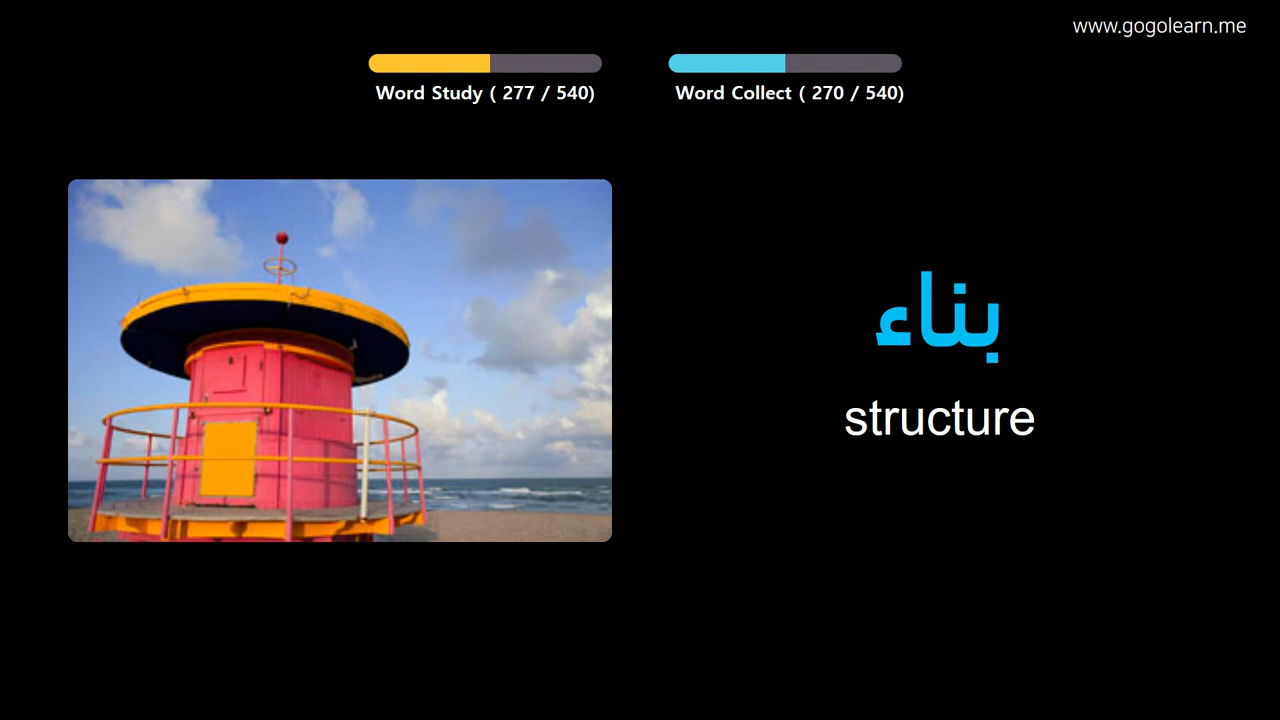 www.gogolearn.me
Word Study ( 277 / 540)
Word Collect ( 270 / 540)
بناء
structure